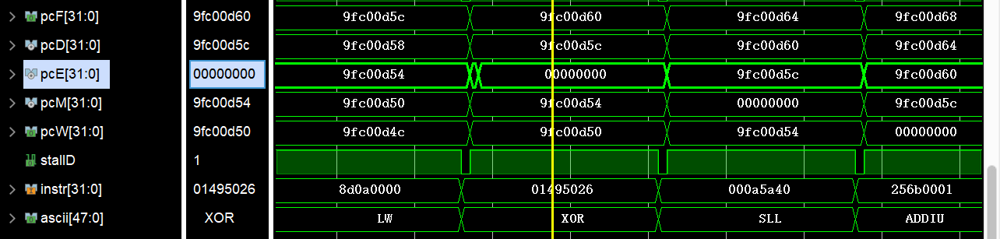 pcF[31:0] 9fc00d60 9fc00d5c 9fc00d60 9fc00d64 9fc00d68
pcD[31:0] 9fc00d5c 9fc00d58 9fc00d5c 9fc00d60 9fc00d64
pcE[31:0] 00000000 9fc00d54 00000000 9fc00d5c 9fc00d60
pcM[31:0] 9fc00d54 9fc00d50 9fc00d54 00000000 9fc00d5c
pcW[31:0] 9fc00d50 9fc00d4c 9fc00d50 9fc00d54 00000000
stallD 1
instr[31:0] 01495026 8d0a0000 01495026 000a5a40 256b0001
ascii[47:0] XOR LW XOR SLL ADDIU